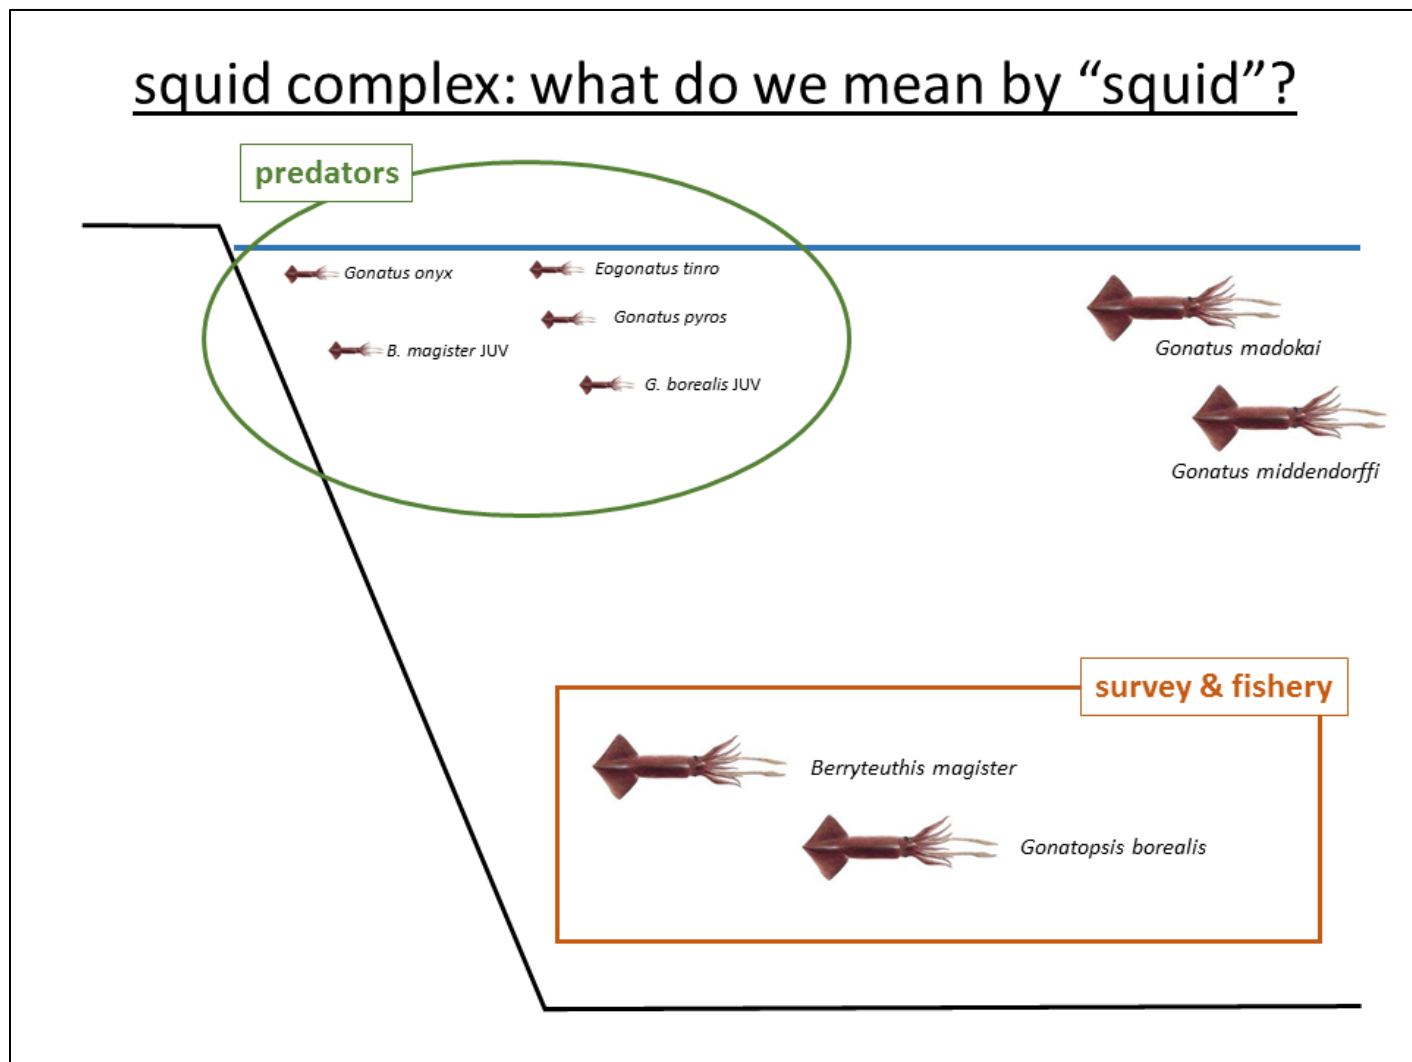 squid complex: what do we mean by “squid”?
predators
Gonatus onyx
Eogonatus tinro
Gonatus pyros
B. magister JUV
G. borealis JUV
Gonatus madokai
Gonatus middendorffi
survey & fishery
Berryteuthis magister
Gonatopsis borealis